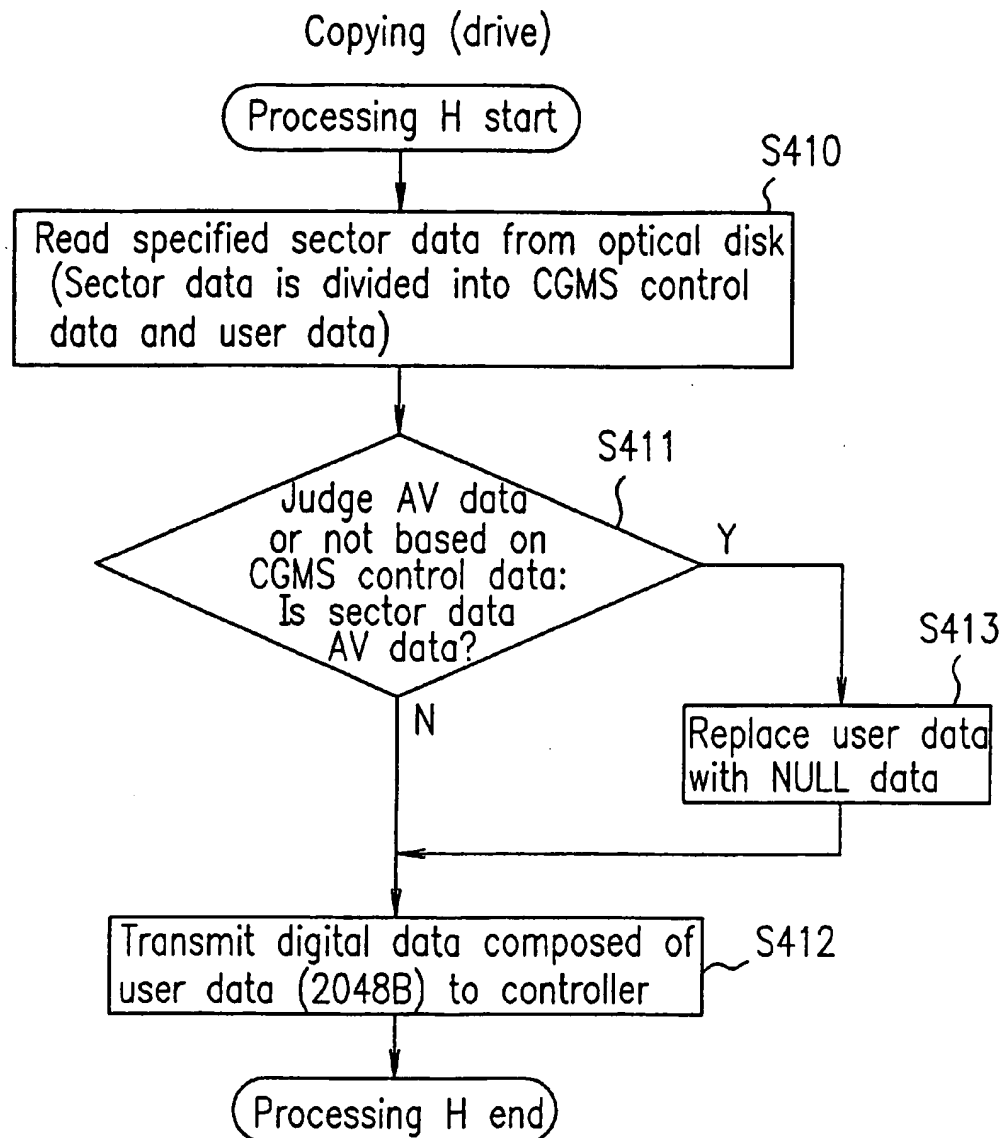 Copying (drive)
Processing H start
S410
Read specified sector data from optical disk
(Sector data is divided into CGMS control
data and user data)
S411
Judge AV data
or not based on
CGMS control data:
Is sector data
AV data?
Y
N
S413
Replace user data
with NULL data
Transmit digital data composed of
user data (2048B) to controller
S412
Processing H end